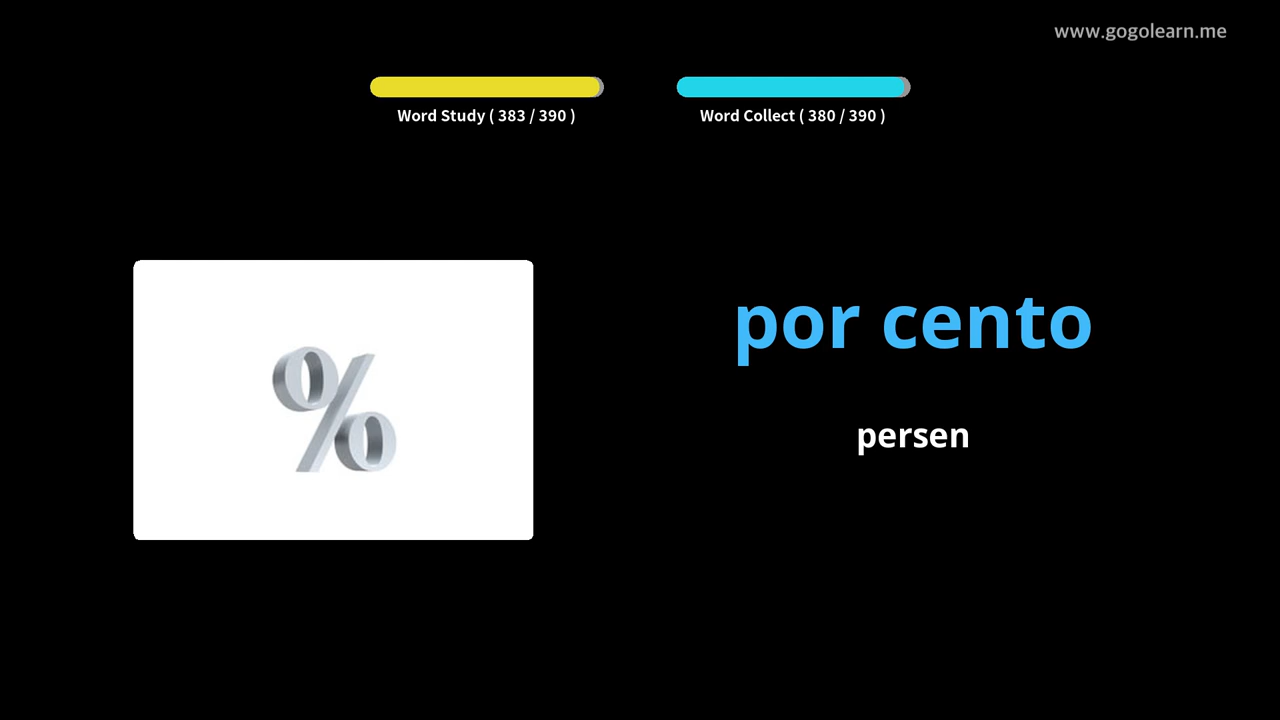 www.gogolearn.me
Word Study ( 383 / 390 )
Word Collect ( 380 / 390 )
%
por cento
persen